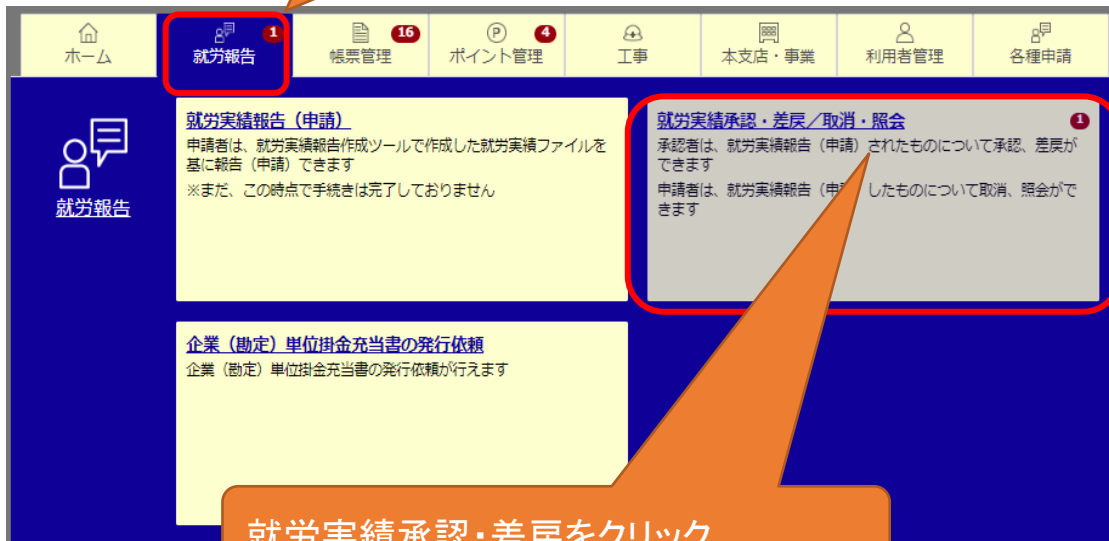 ホーム
就労報告
1
帳票管理
16
ポイント管理
4
工事
本支店・事業
利用者管理
各種申請
就労報告
就労実績報告（申請）
申請者は、就労実績報告作成ツールで作成した就労実績ファイルを
基に報告（申請）できます
※まだ、この時点で手続きは完了しておりません
就労実績承認・差戻／取消・照会
1
承認者は、就労実績報告（申請）されたものについて承認、差戻が
できます
申請者は、就労実績報告（申 したものについて取消、照会がで
きます
企業（勘定）単位掛金充当書の発行依頼
企業（勘定）単位掛金充当書の発行依頼が行えます
就労実績承認・差戻をクリック